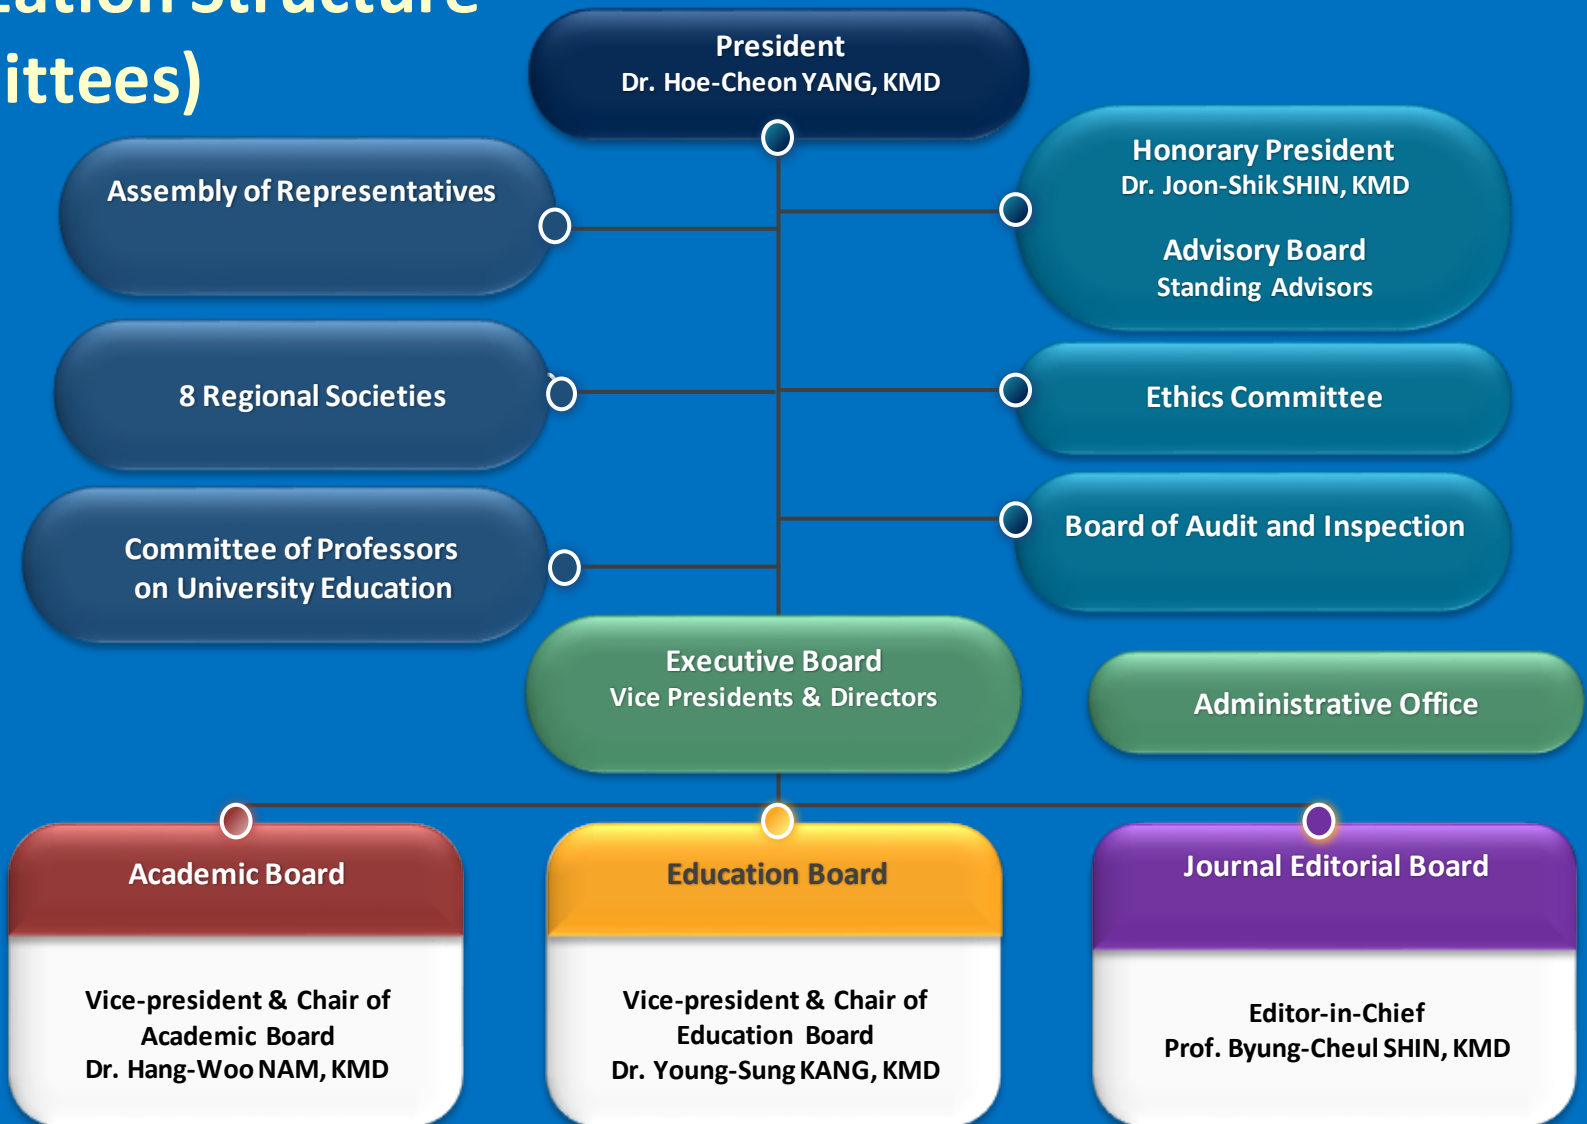 Structure
President
Dr. Hoe-Cheon YANG, KMD
Assembly of Representatives
Honorary President
Dr. Joon-Shik SHIN, KMD
Advisory Board
Standing Advisors
8 Regional Societies
Ethics Committee
Committee of Professors
on University Education
Board of Audit and Inspection
Executive Board
Vice Presidents & Directors
Administrative Office
Academic Board
Vice-president & Chair of
Academic Board
Dr. Hang-Woo NAM, KMD
Education Board
Vice-president & Chair of
Education Board
Dr. Young-Sung KANG, KMD
Journal Editorial Board
Editor-in-Chief
Prof. Byung-Cheul SHIN, KMD